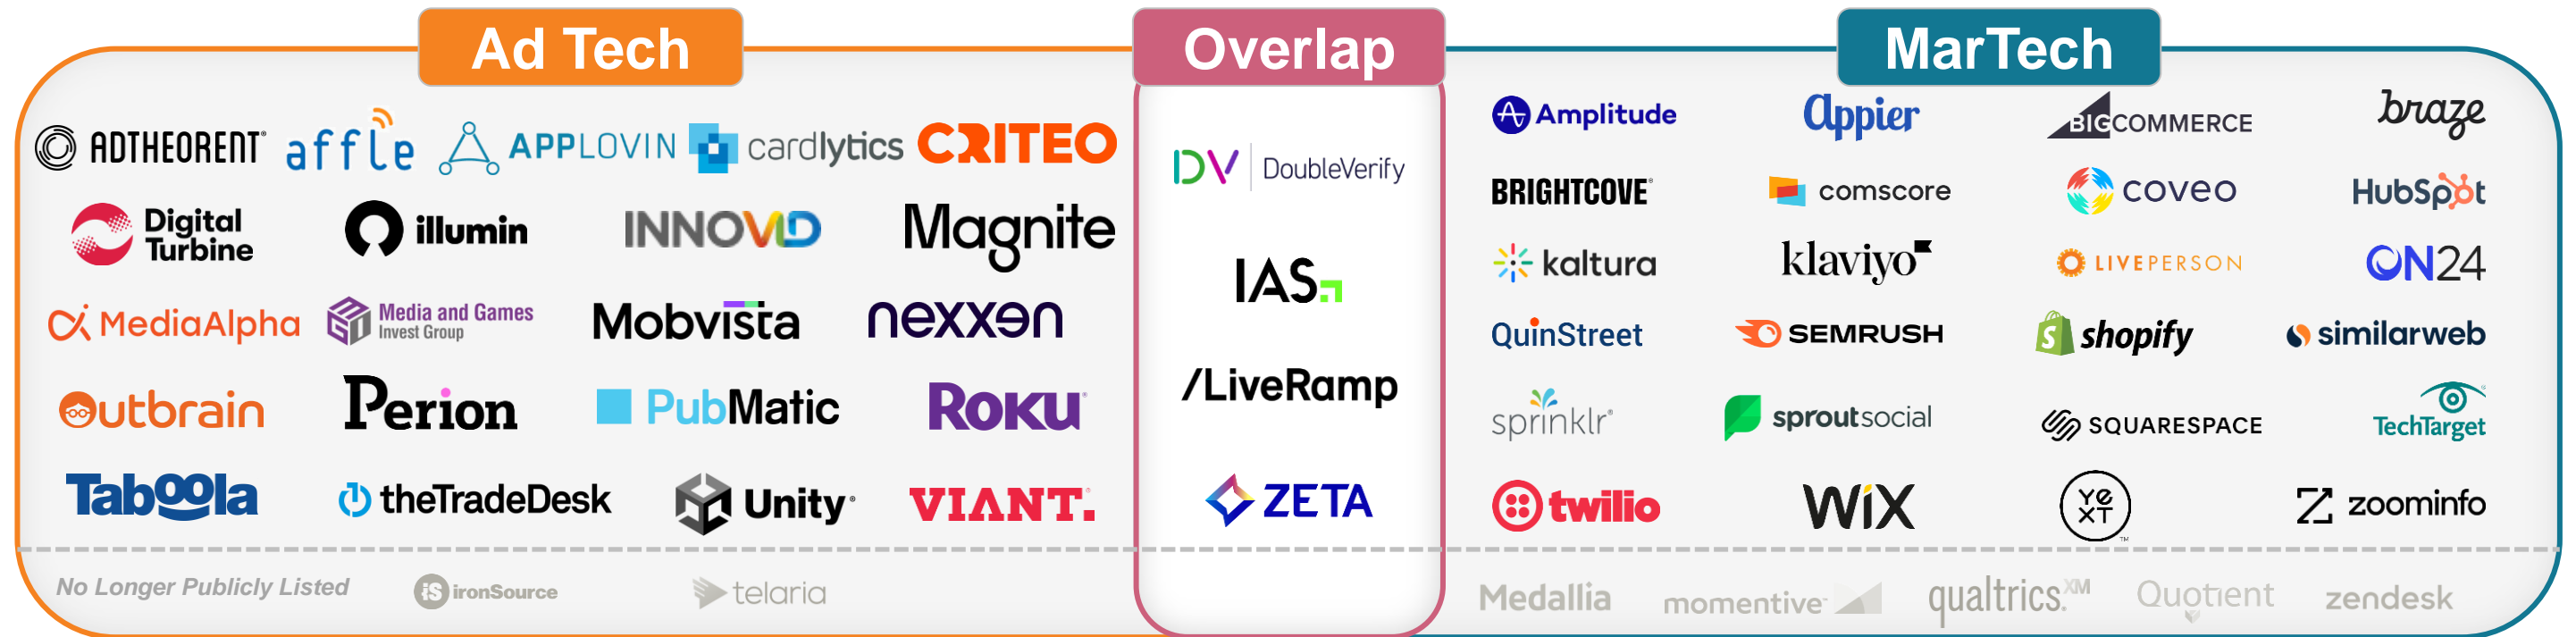 Ad Tech
Overlap
MarTech
ADTHEORENT®
affle
APPLOVIN
cardlytics
CRITEO
Digital
Turbine
illumin
INNOVID
Magnite
MediaAlpha
Media and Games
Invest Group
Mobvista
nexxen
Outbrain
Perion
PubMatic
ROKU
Taboola
theTradeDesk
Unity®
VIANT.
DV DoubleVerify
IAS
/LiveRamp
ZETA
Amplitude
Appier
BIGCOMMERCE
braze
BRIGHTCOVE®
comscore
coveo
HubSpot
kaltura
klaviyo
LIVEPERSON
ON24
QuinStreet
SEMRUSH
shopify
similarweb
sprinklr®
sproutsocial
SQUARESPACE
TechTarget
twilio
WiX
YEXT™
zoominfo
No Longer Publicly Listed
iS ironSource
telaria
Medallia
momentive
qualtrics.XM
Quotient
zendesk